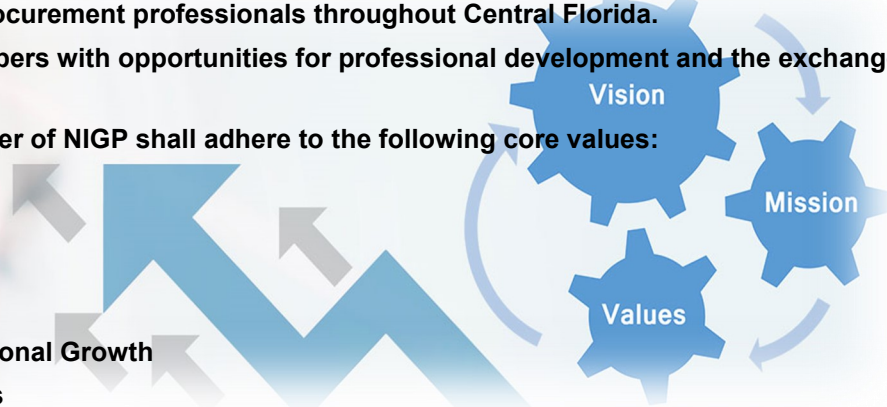 ocurement professionals throughout Central Florida.
bers with opportunities for professional development and the exchang
Vision
er of NIGP shall adhere to the following core values:
Mission
Values
onal Growth
s